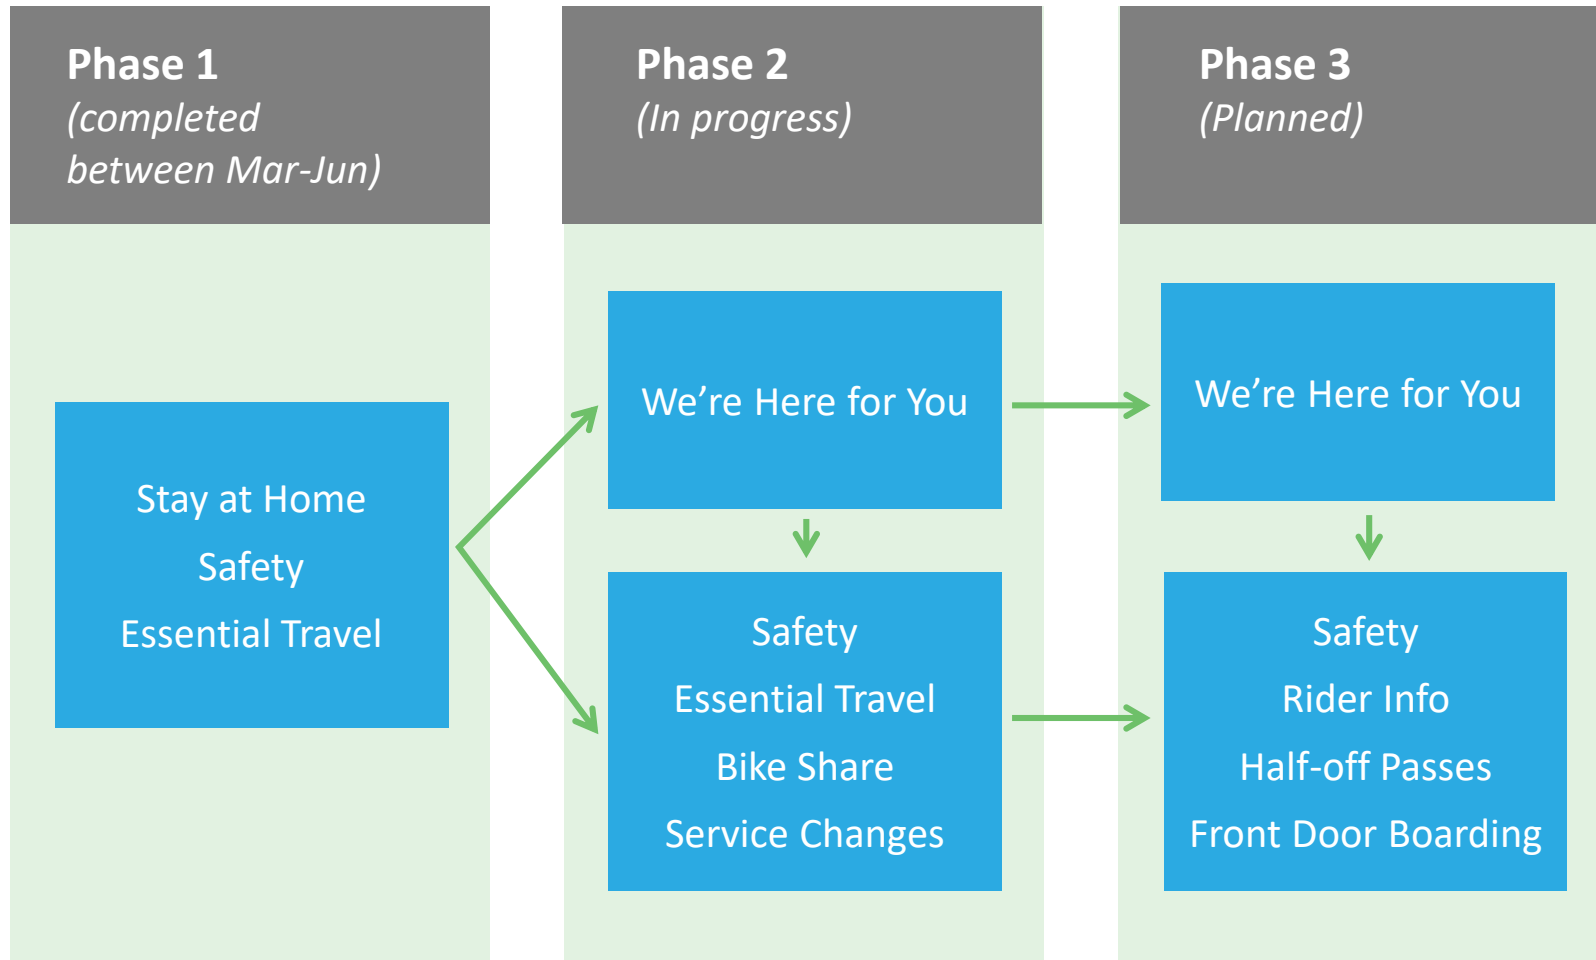 Phase 1
(completed
between Mar-Jun)
Stay at Home
Safety
Essential Travel
Phase 2
(In progress)
We’re Here for You
Safety
Essential Travel
Bike Share
Service Changes
Phase 3
(Planned)
We’re Here for You
Safety
Rider Info
Half-off Passes
Front Door Boarding